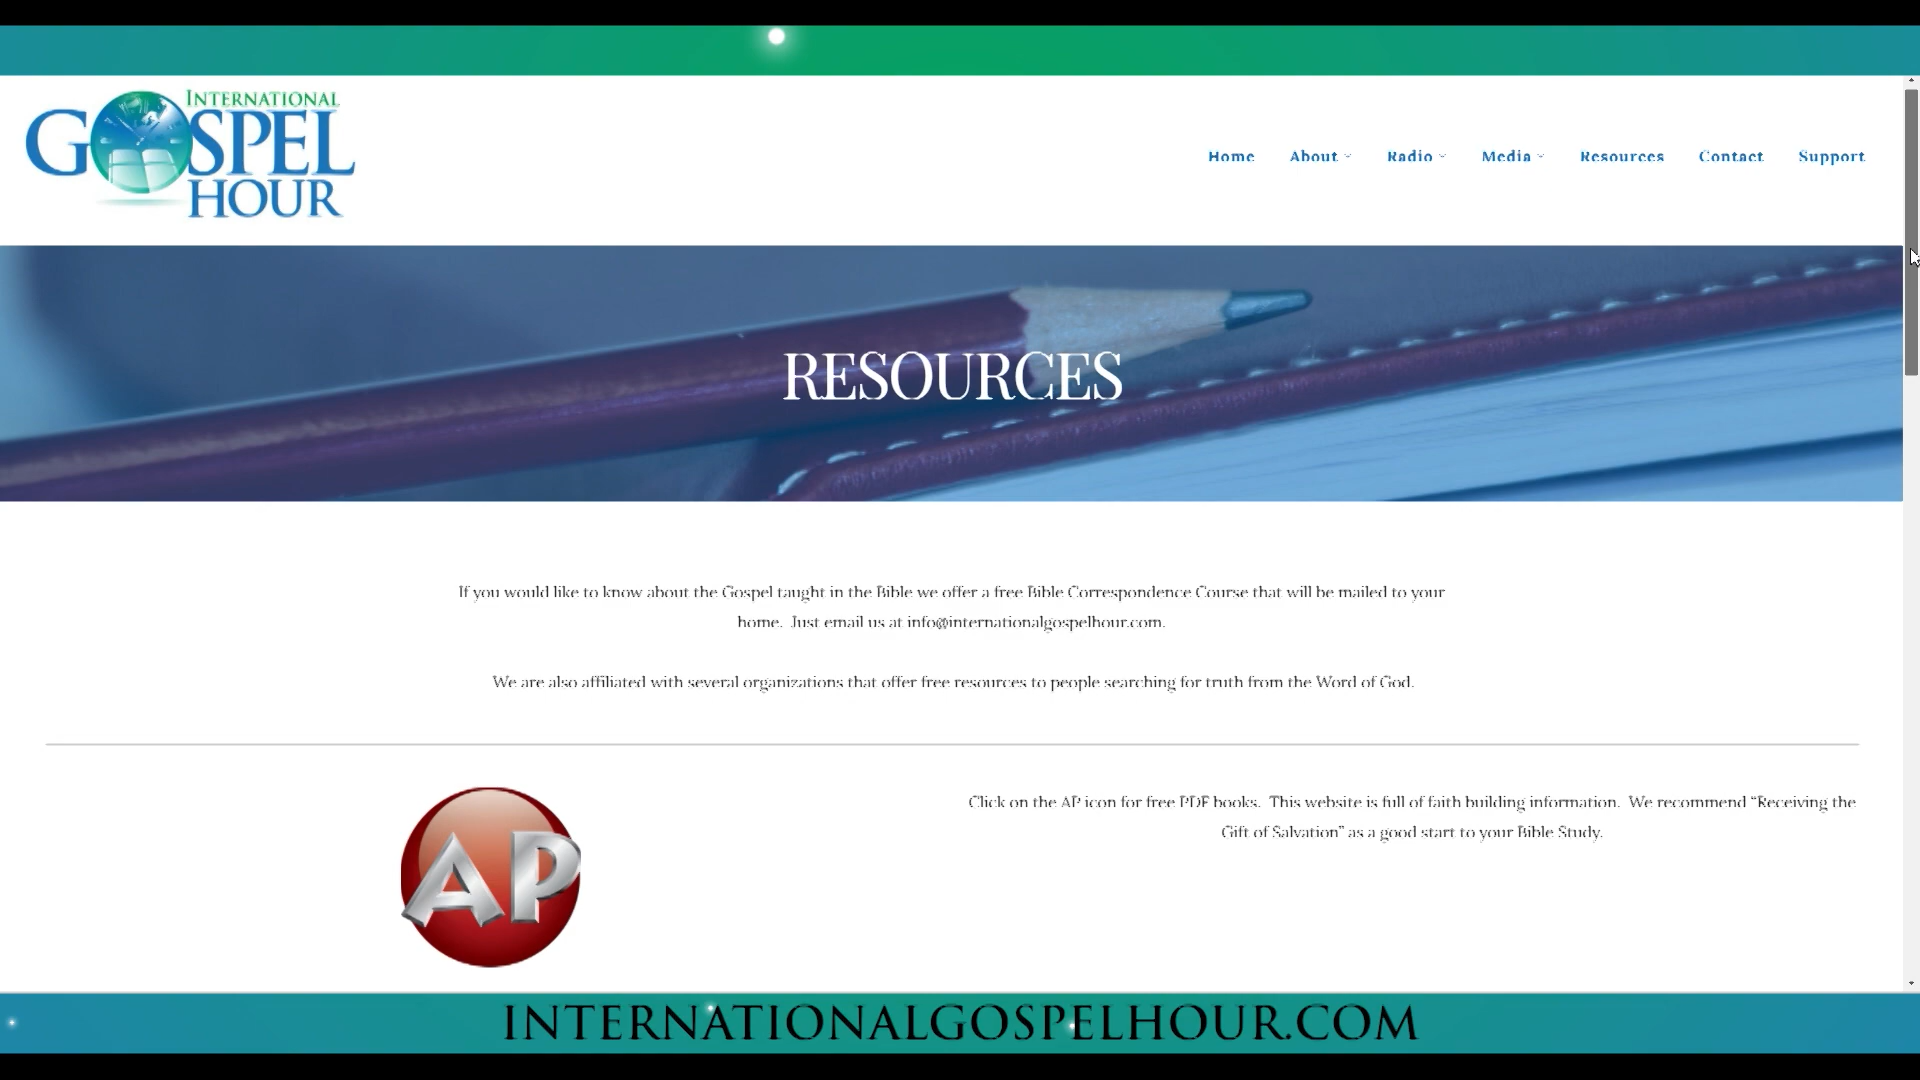 INTERNATIONAL
GOSPEL
HOUR
Home About Radio Media Resources Contact Support
RESOURCES
If you would like to know about the Gospel taught in the Bible we offer a free Bible Correspondence Course that will be mailed to your
home. Just email us at info@internationalgospelhour.com.
We are also affiliated with several organizations that offer free resources to people searching for truth from the Word of God.
AP
Click on the AP icon for free PDF books. This website is full of faith building information. We recommend “Receiving the
Gift of Salvation” as a good start to your Bible Study.
INTERNATIONALGOSPELHOUR.COM